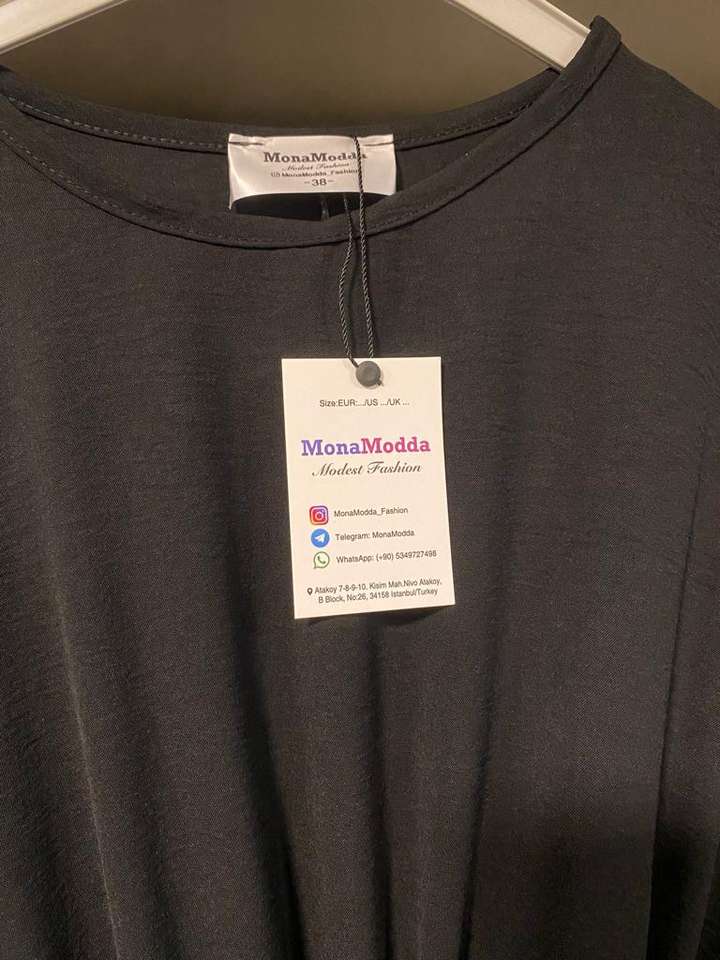 MonaModda
Modest Fashion
MonaModda_Fashion
-38-
Size:EUR:.../US .../UK ...
MonaModda
Modest Fashion
MonaModda_Fashion
Telegram: MonaModda
WhatsApp: (+90) 5349727498
Atakoy 7-8-9-10. Kisim Mah.Nivo Atakoy,
B Block, No:26, 34158 Istanbul/Turkey